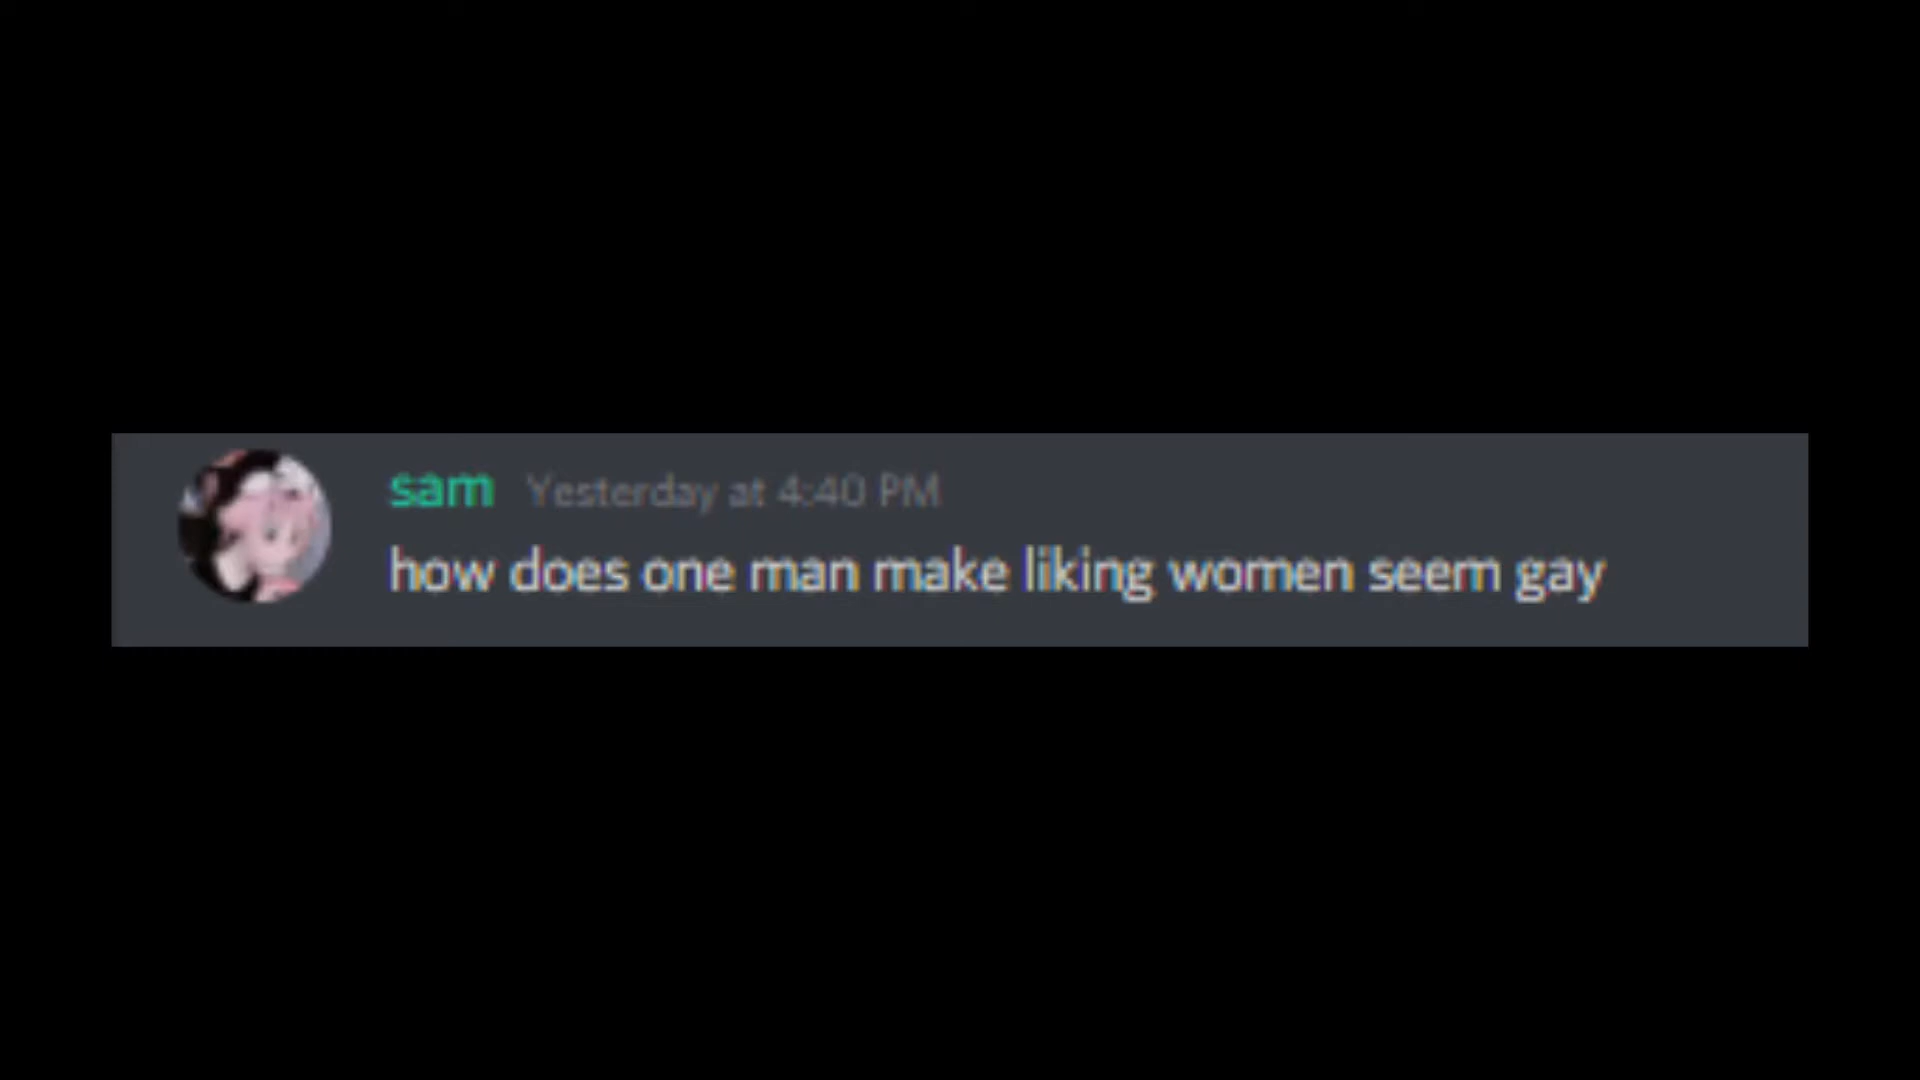 sam Yesterday at 4:40 PM
how does one man make liking women seem gay